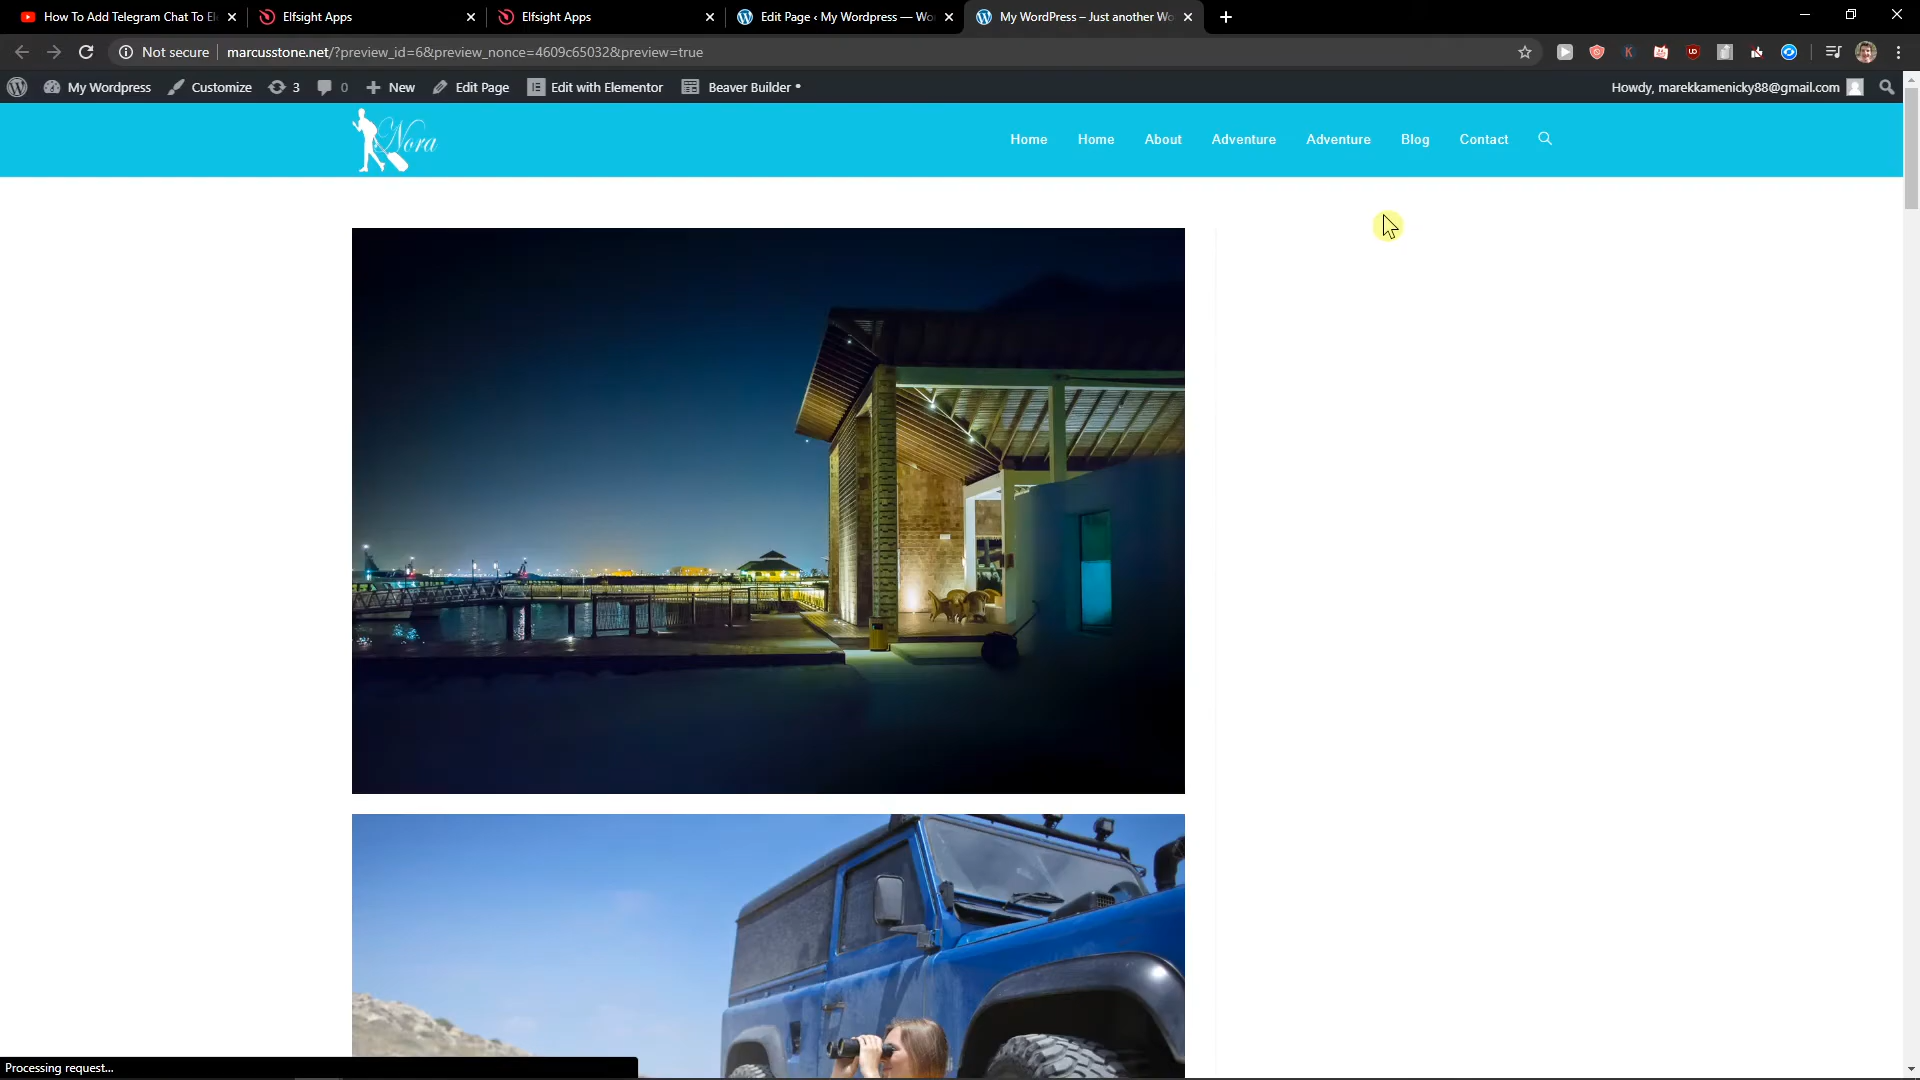 How To Add Telegram Chat To El
Elfsight Apps
Elfsight Apps
Edit Page ‹ My Wordpress — Wo
My WordPress – Just another Wo
Not secure
marcusstone.net/?preview_id=6&preview_nonce=4609c65032&preview=true
My Wordpress
Customize
3
0
New
Edit Page
Edit with Elementor
Beaver Builder •
Howdy, marekkamenicky88@gmail.com
Nora
Home
Home
About
Adventure
Adventure
Blog
Contact
Processing request...